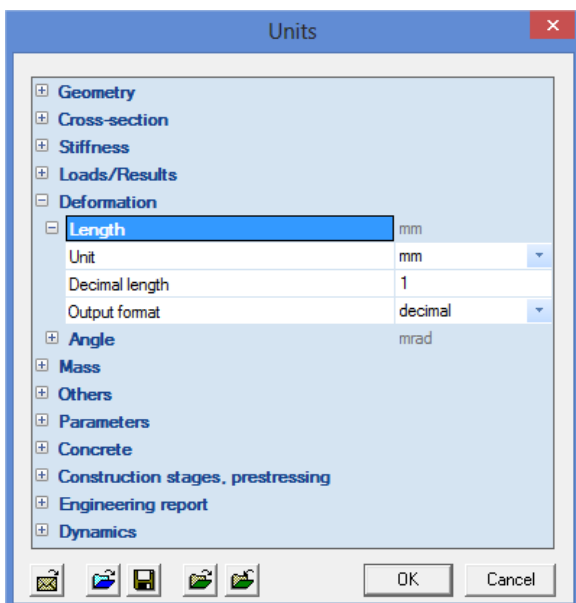 Units
Geometry
Cross-section
Stiffness
Loads/Results
Deformation
Length mm
Unit mm
Decimal length 1
Output format decimal
Angle mrad
Mass
Others
Parameters
Concrete
Construction stages, prestressing
Engineering report
Dynamics
OK Cancel